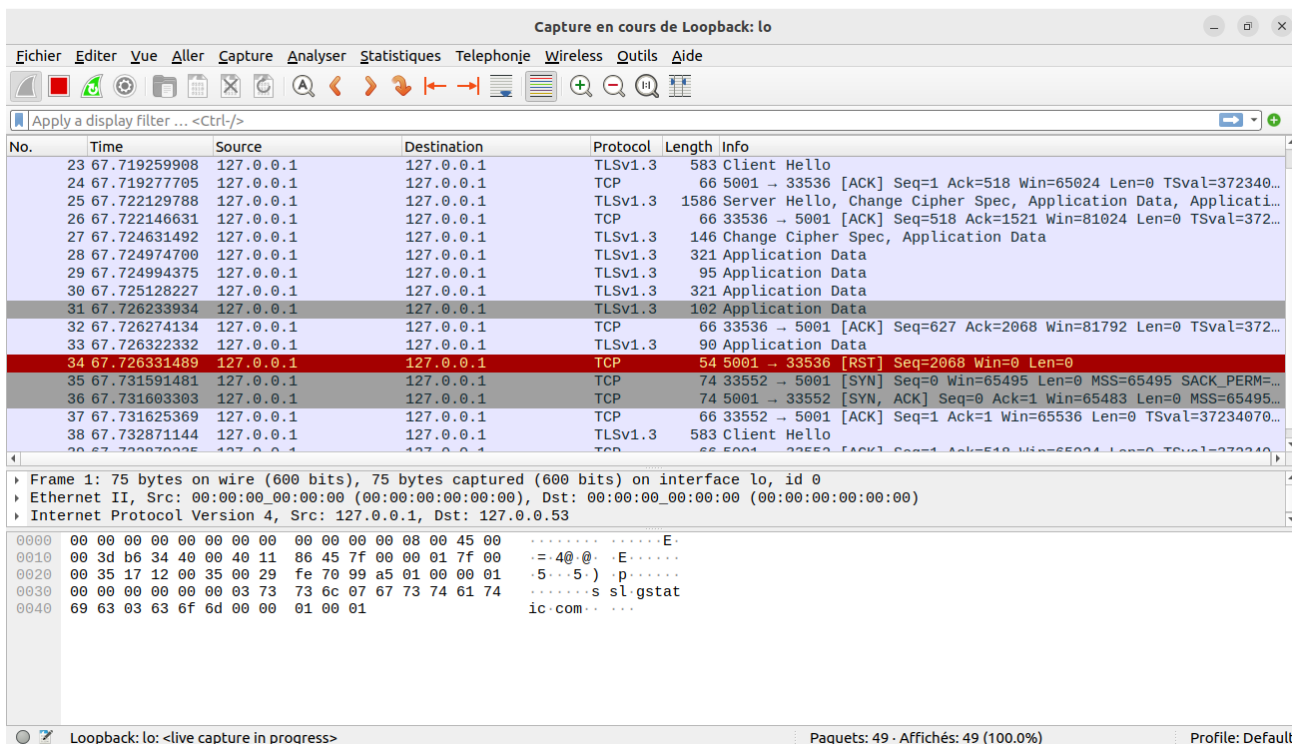 Capture en cours de Loopback: lo
Fichier Editer Vue Aller Capture Analyser Statistiques Telephonie Wireless Outils Aide
Apply a display filter … <Ctrl-/>
No. Time Source Destination Protocol Length Info
23 67.719259908 127.0.0.1 127.0.0.1 TLSv1.3 583 Client Hello
24 67.719277705 127.0.0.1 127.0.0.1 TCP 66 5001 → 33536 [ACK] Seq=1 Ack=518 Win=65024 Len=0 TSval=372340…
25 67.722129788 127.0.0.1 127.0.0.1 TLSv1.3 1586 Server Hello, Change Cipher Spec, Application Data, Applicati…
26 67.722146631 127.0.0.1 127.0.0.1 TCP 66 33536 → 5001 [ACK] Seq=518 Ack=1521 Win=81024 Len=0 TSval=372…
27 67.724631492 127.0.0.1 127.0.0.1 TLSv1.3 146 Change Cipher Spec, Application Data
28 67.724974700 127.0.0.1 127.0.0.1 TLSv1.3 321 Application Data
29 67.724994375 127.0.0.1 127.0.0.1 TLSv1.3 95 Application Data
30 67.725128227 127.0.0.1 127.0.0.1 TLSv1.3 321 Application Data
31 67.726233934 127.0.0.1 127.0.0.1 TLSv1.3 102 Application Data
32 67.726274134 127.0.0.1 127.0.0.1 TCP 66 33536 → 5001 [ACK] Seq=627 Ack=2068 Win=81792 Len=0 TSval=372…
33 67.726322332 127.0.0.1 127.0.0.1 TLSv1.3 90 Application Data
34 67.726331489 127.0.0.1 127.0.0.1 TCP 54 5001 → 33536 [RST] Seq=2068 Win=0 Len=0
35 67.731591481 127.0.0.1 127.0.0.1 TCP 74 33552 → 5001 [SYN] Seq=0 Win=65495 Len=0 MSS=65495 SACK_PERM=…
36 67.731603303 127.0.0.1 127.0.0.1 TCP 74 5001 → 33552 [SYN, ACK] Seq=0 Ack=1 Win=65483 Len=0 MSS=65495…
37 67.731625369 127.0.0.1 127.0.0.1 TCP 66 33552 → 5001 [ACK] Seq=1 Ack=1 Win=65536 Len=0 TSval=37234070…
38 67.732871144 127.0.0.1 127.0.0.1 TLSv1.3 583 Client Hello
Frame 1: 75 bytes on wire (600 bits), 75 bytes captured (600 bits) on interface lo, id 0
Ethernet II, Src: 00:00:00_00:00:00 (00:00:00:00:00:00), Dst: 00:00:00_00:00:00 (00:00:00:00:00:00)
Internet Protocol Version 4, Src: 127.0.0.1, Dst: 127.0.0.53
0000 00 00 00 00 00 00 00 00 00 00 00 00 08 00 45 00 ········ ······E·
0010 00 3d b6 34 40 00 40 11 86 45 7f 00 00 01 7f 00 ·=·4@·@· ·E······
0020 00 35 17 12 00 35 00 29 fe 70 99 a5 01 00 00 01 ·5···5·) ·p······
0030 00 00 00 00 00 00 03 73 73 6c 07 67 73 74 61 74 ·······s sl·gstat
0040 69 63 03 63 6f 6d 00 00 01 00 01 ic·com·· ···
Loopback: lo: <live capture in progress> Paquets: 49 · Affichés: 49 (100.0%) Profile: Default